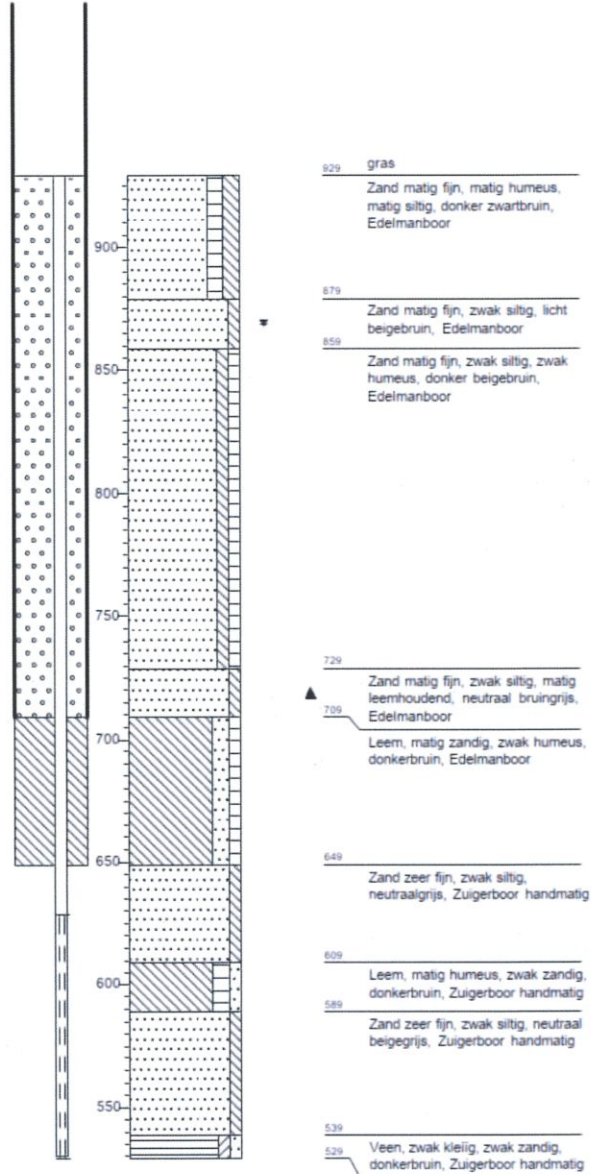 929 gras
Zand matig fijn, matig humeus,
matig siltig, donker zwartbruin,
Edelmanboor
900
879
Zand matig fijn, zwak siltig, licht
beigebruin, Edelmanboor
859
Zand matig fijn, zwak siltig, zwak
humeus, donker beigebruin,
Edelmanboor
850
800
750
729
Zand matig fijn, zwak siltig, matig
leemhoudend, neutraal bruingrijs,
Edelmanboor
709
Leem, matig zandig, zwak humeus,
donkerbruin, Edelmanboor
700
650
649
Zand zeer fijn, zwak siltig,
neutraalgrijs, Zuigerboor handmatig
609
Leem, matig humeus, zwak zandig,
donkerbruin, Zuigerboor handmatig
600
589
Zand zeer fijn, zwak siltig, neutraal
beigegrijs, Zuigerboor handmatig
550
539
Veen, zwak kleiïg, zwak zandig,
donkerbruin, Zuigerboor handmatig
529